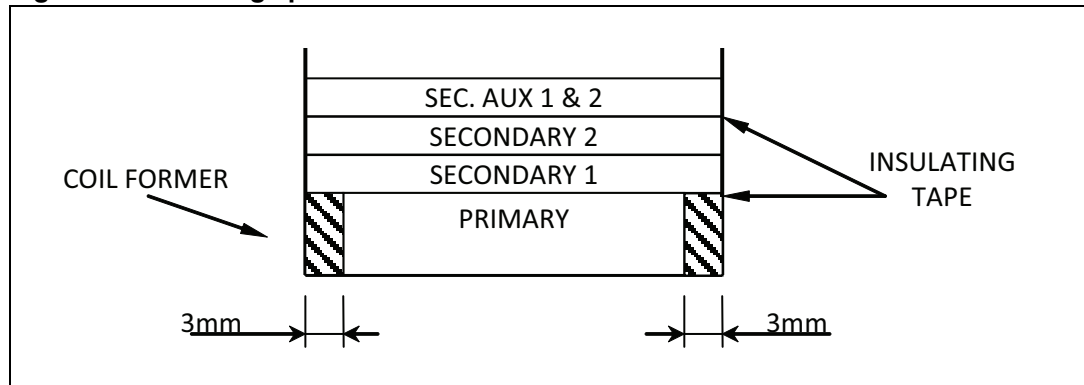 SEC. AUX 1 & 2
SECONDARY 2
SECONDARY 1
PRIMARY
COIL FORMER
INSULATING
TAPE
3mm
3mm